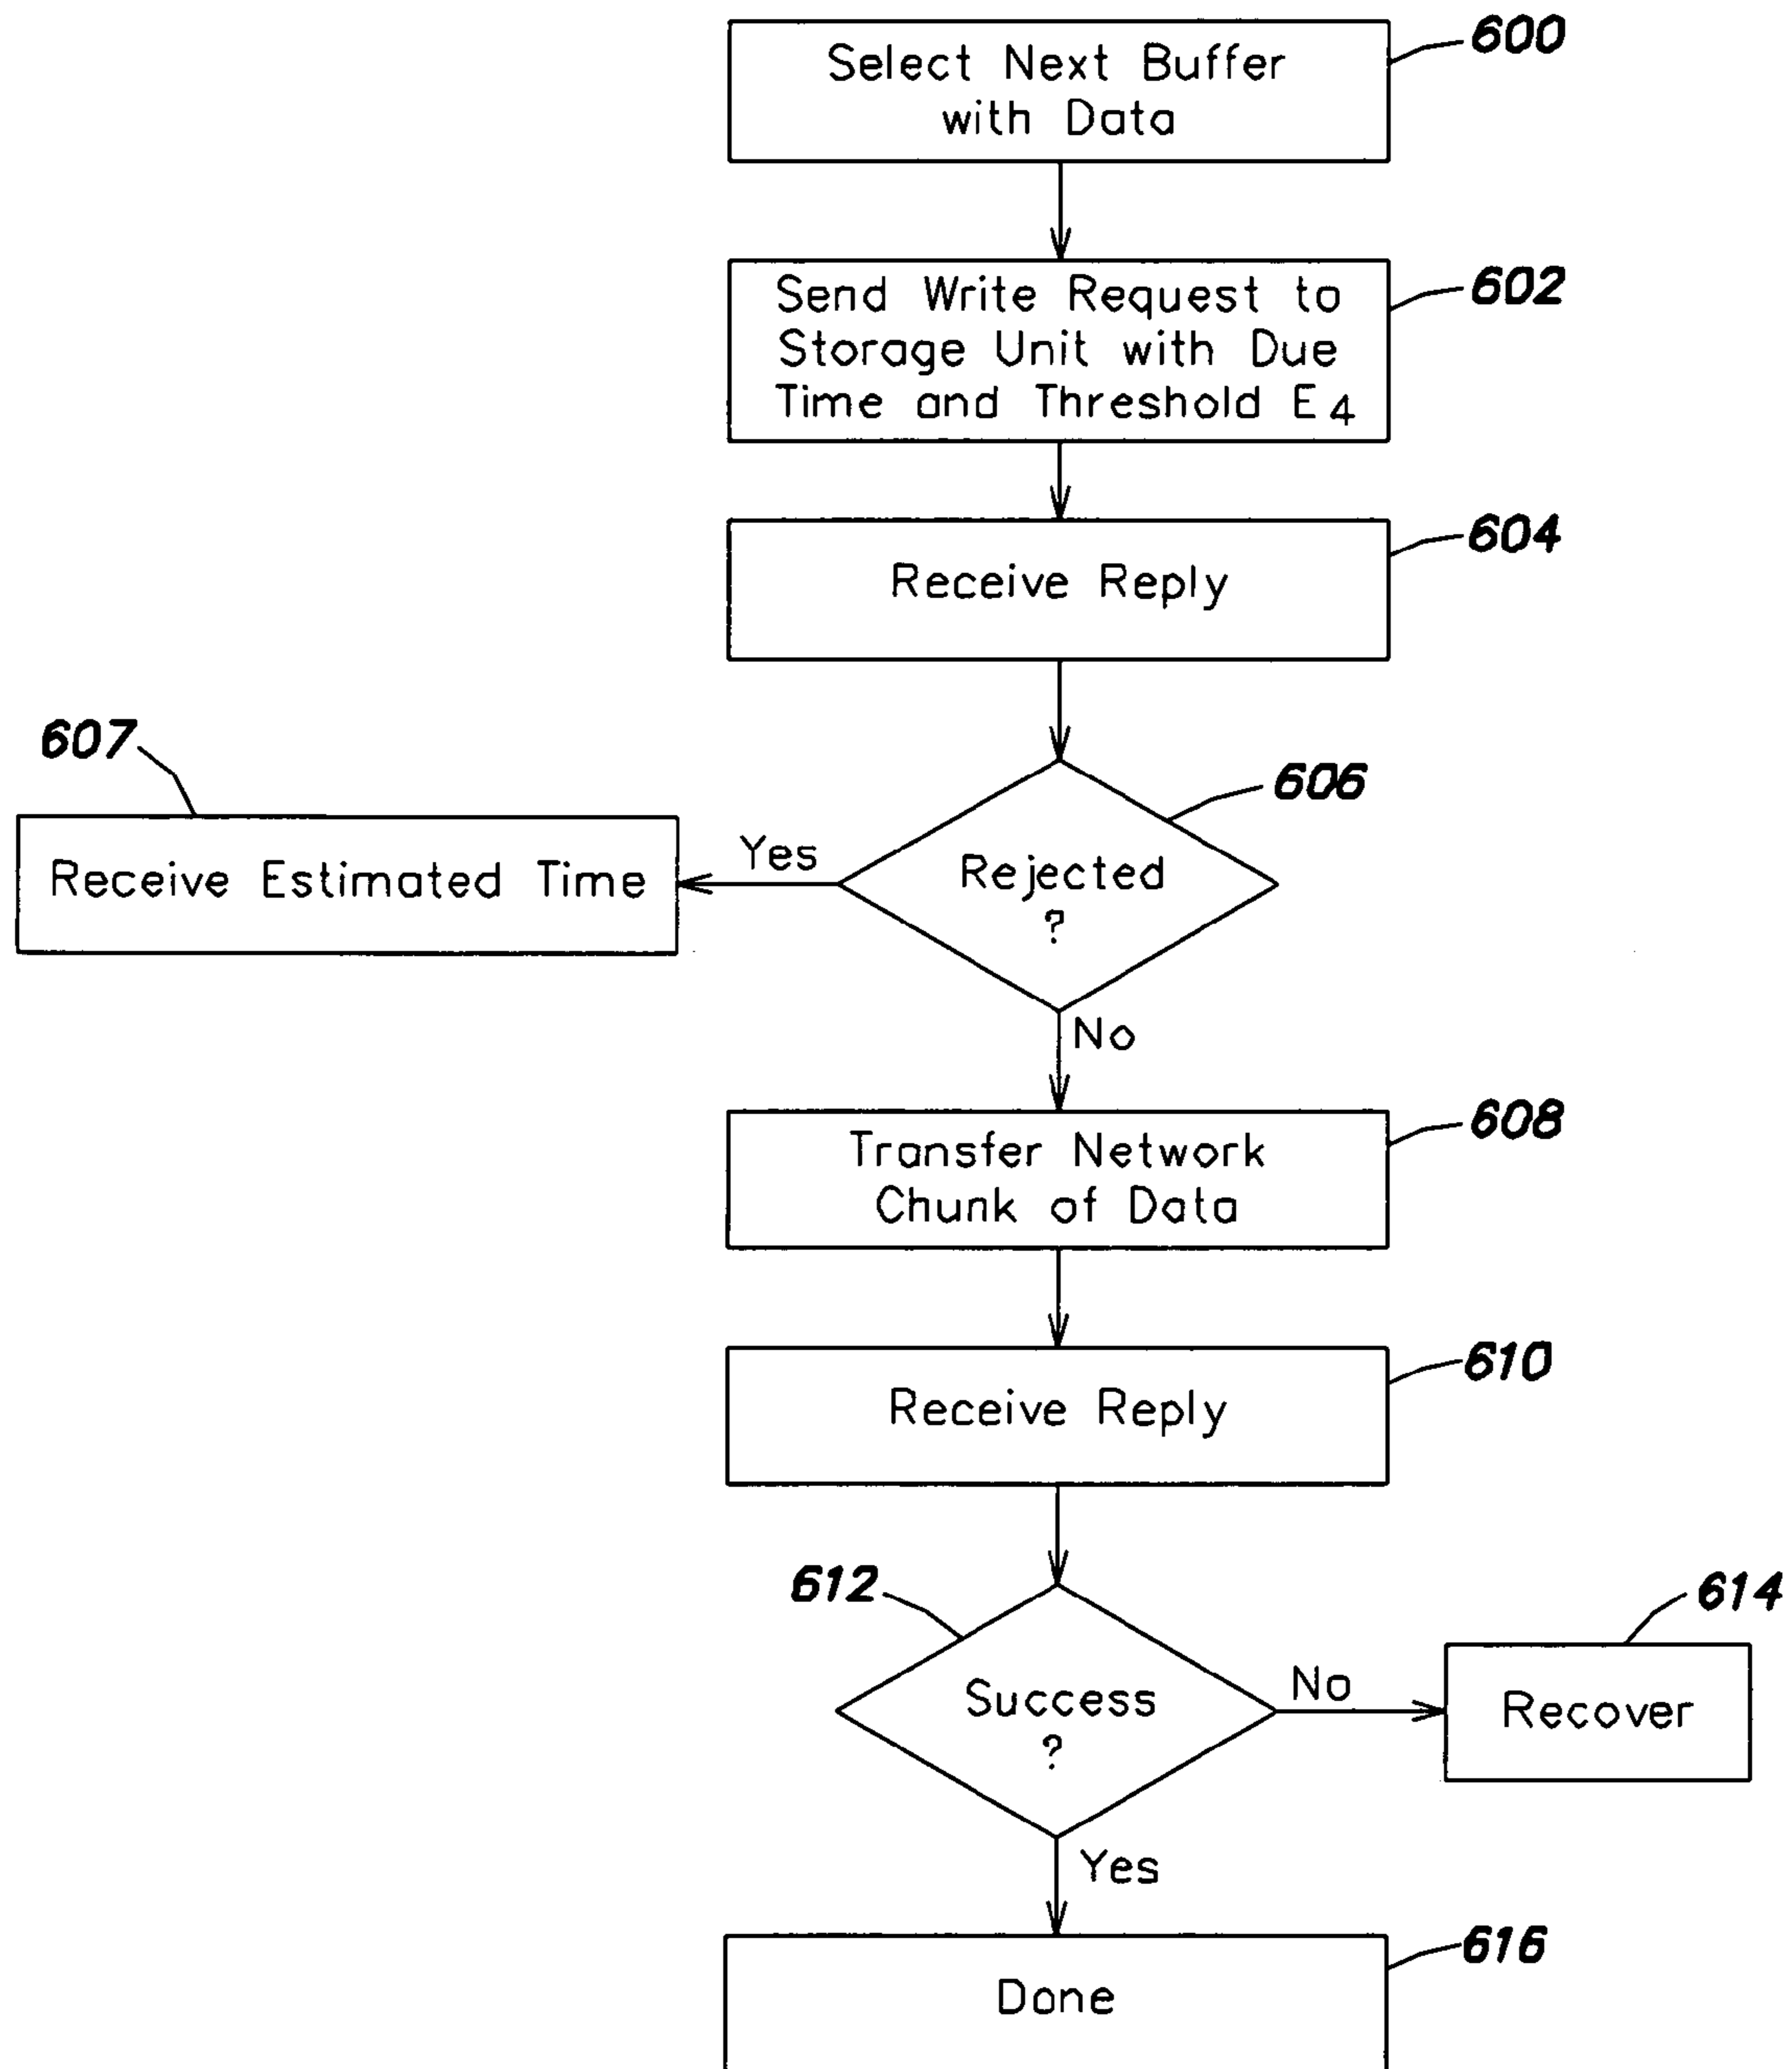 600
Select Next Buffer
with Data
602
Send Write Request to
Storage Unit with Due
Time and Threshold E4
604
Receive Reply
607
606
Receive Estimated Time
Yes
Rejected
?
No
608
Transfer Network
Chunk of Data
610
Receive Reply
612
614
Success
?
No
Recover
Yes
616
Done